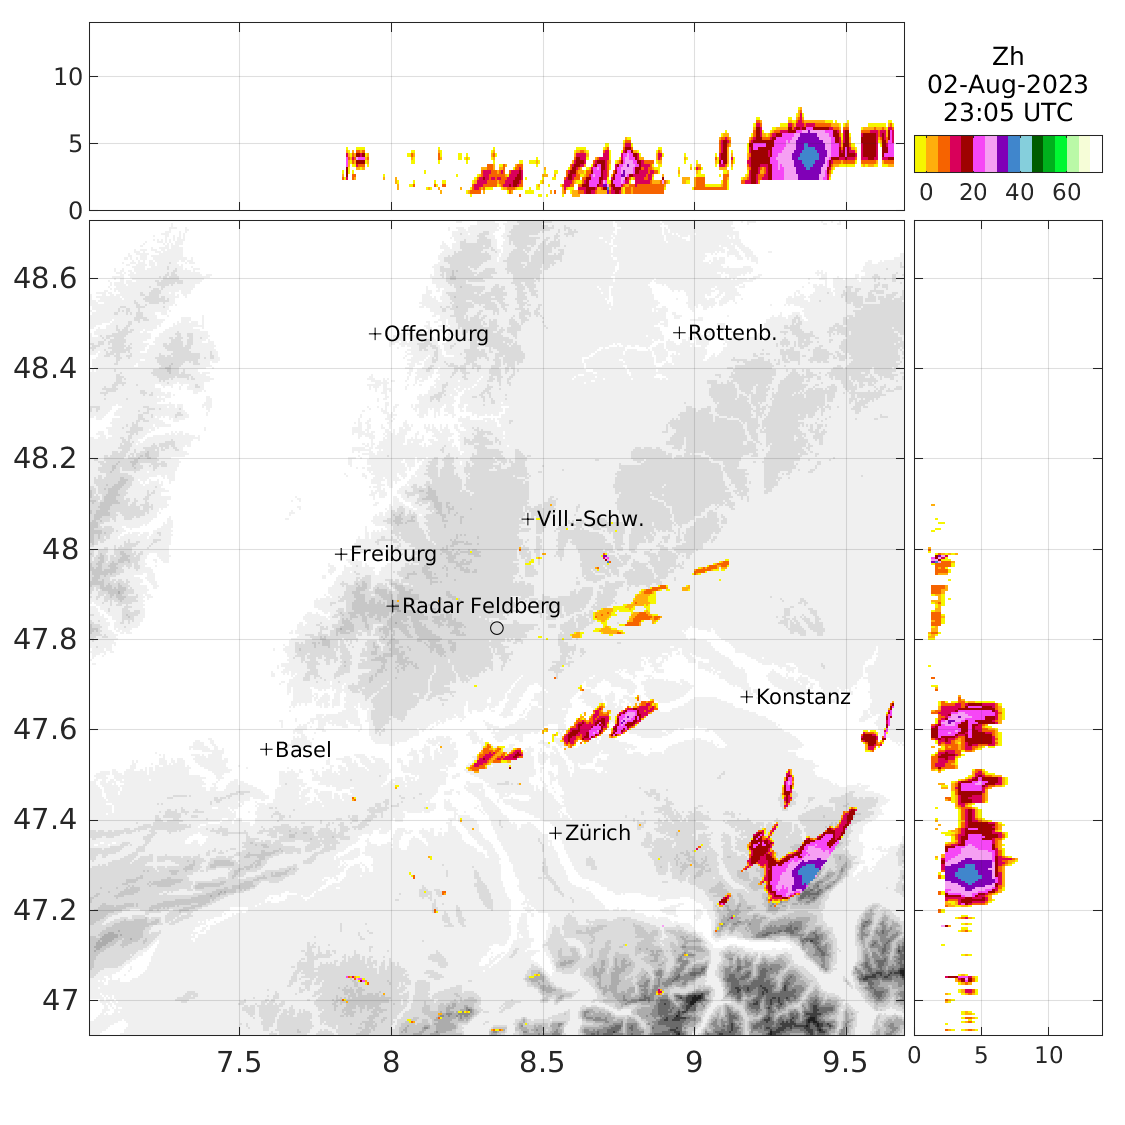 Zh
02-Aug-2023
23:05 UTC
10
5
0
0 20 40 60
48.6
+Offenburg +Rottenb.
48.4
48.2
+Vill.-Schw.
48
+Freiburg
+Radar Feldberg
47.8
+Konstanz
47.6
+Basel
47.4
+Zürich
47.2
47
7.5 8 8.5 9 9.5
0 5 10